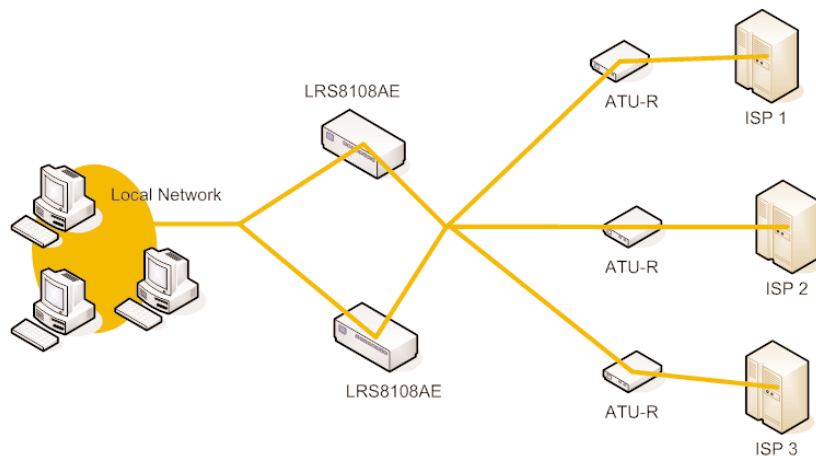 LRS8108AE
ATU-R
ISP 1
Local Network
ATU-R
ISP 2
LRS8108AE
ATU-R
ISP 3